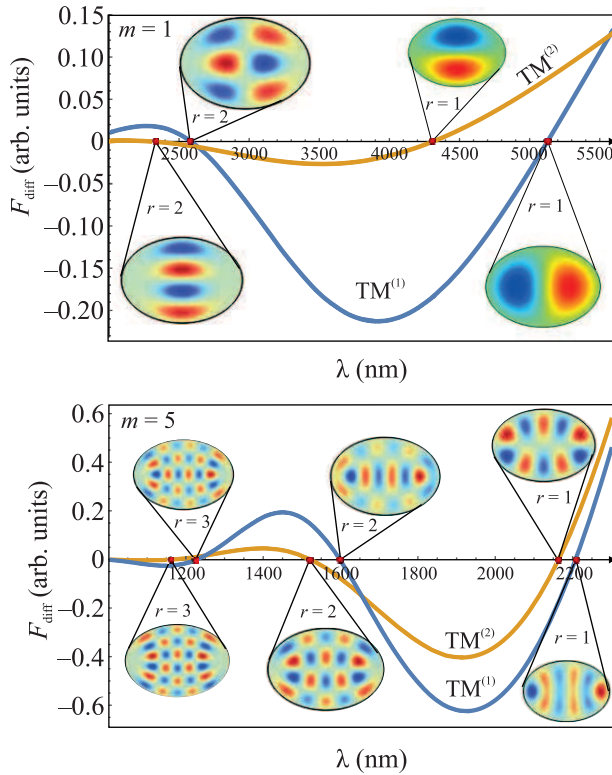 0.15
m = 1
0.10
TM(2)
0.05
r = 2
r = 1
0
2500 3000 3500 4000 4500 5000 5500
−0.05
r = 2
r = 1
−0.10
−0.15
−0.20
TM(1)
Fdiff (arb. units)
λ (nm)
0.6
m = 5
0.4
0.2
r = 3
r = 2
r = 1
0
1200 1400 1600 1800 2000 2200
−0.2
r = 3
r = 2
r = 1
−0.4
TM(2)
TM(1)
−0.6
Fdiff (arb. units)
λ (nm)